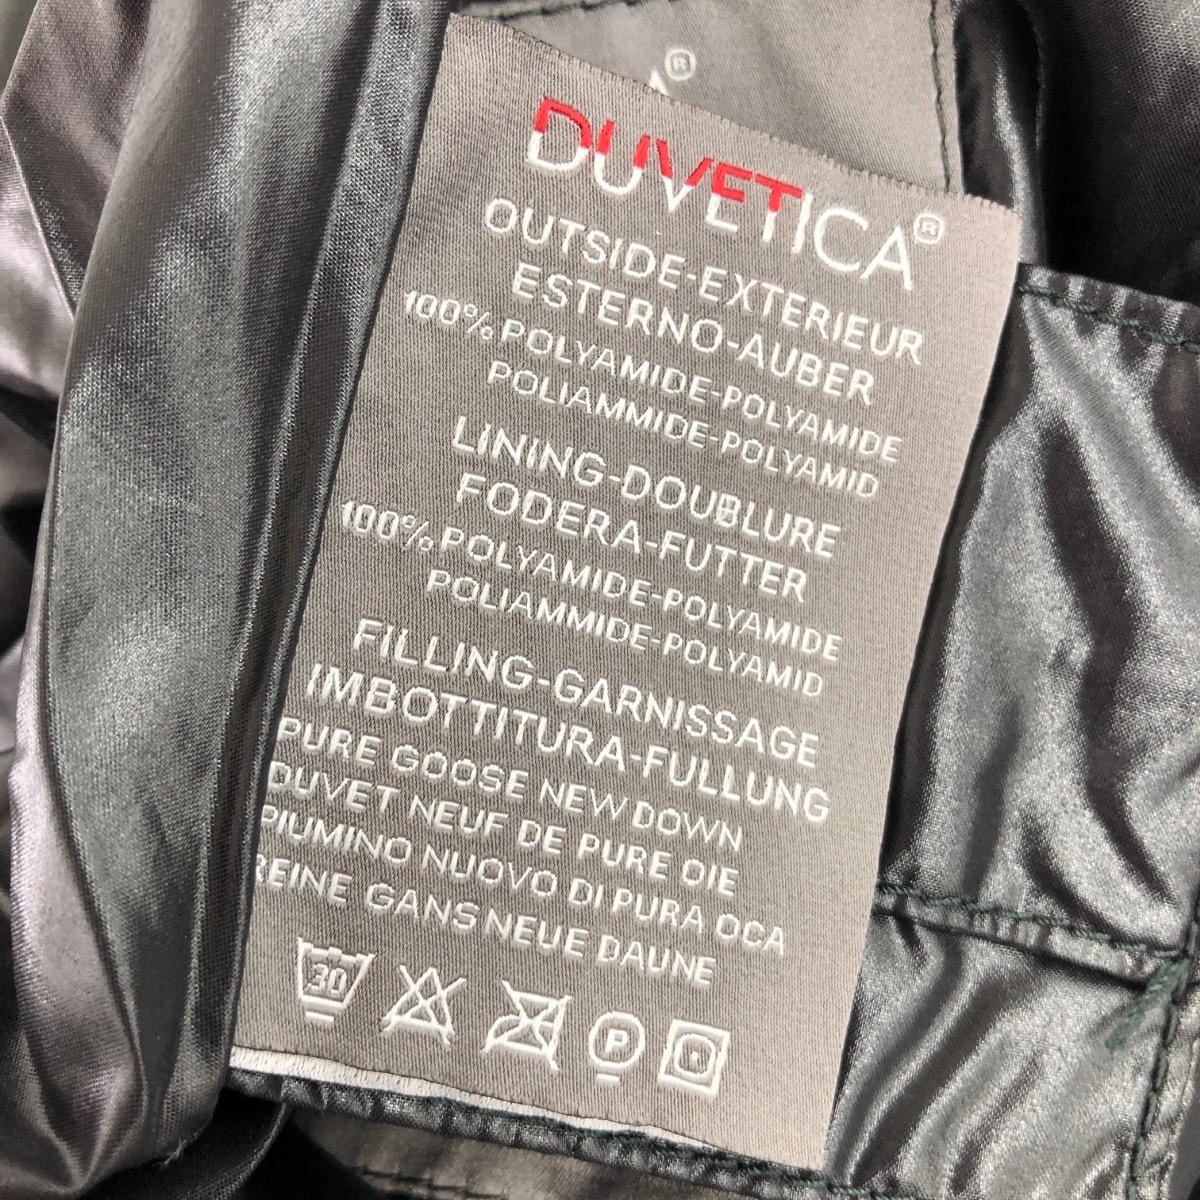 ®
DUVETICA®
OUTSIDE-EXTERIEUR
ESTERNO-AUBER
100% POLYAMIDE-POLYAMIDE
POLIAMMIDE-POLYAMID
LINING-DOUBLURE
FODERA-FUTTER
100% POLYAMIDE-POLYAMIDE
POLIAMMIDE-POLYAMID
FILLING-GARNISSAGE
IMBOTTITURA-FULLUNG
PURE GOOSE NEW DOWN
DUVET NEUF DE PURE OIE
PIUMINO NUOVO DI PURA OCA
REINE GANS NEUE DAUNE
30 P